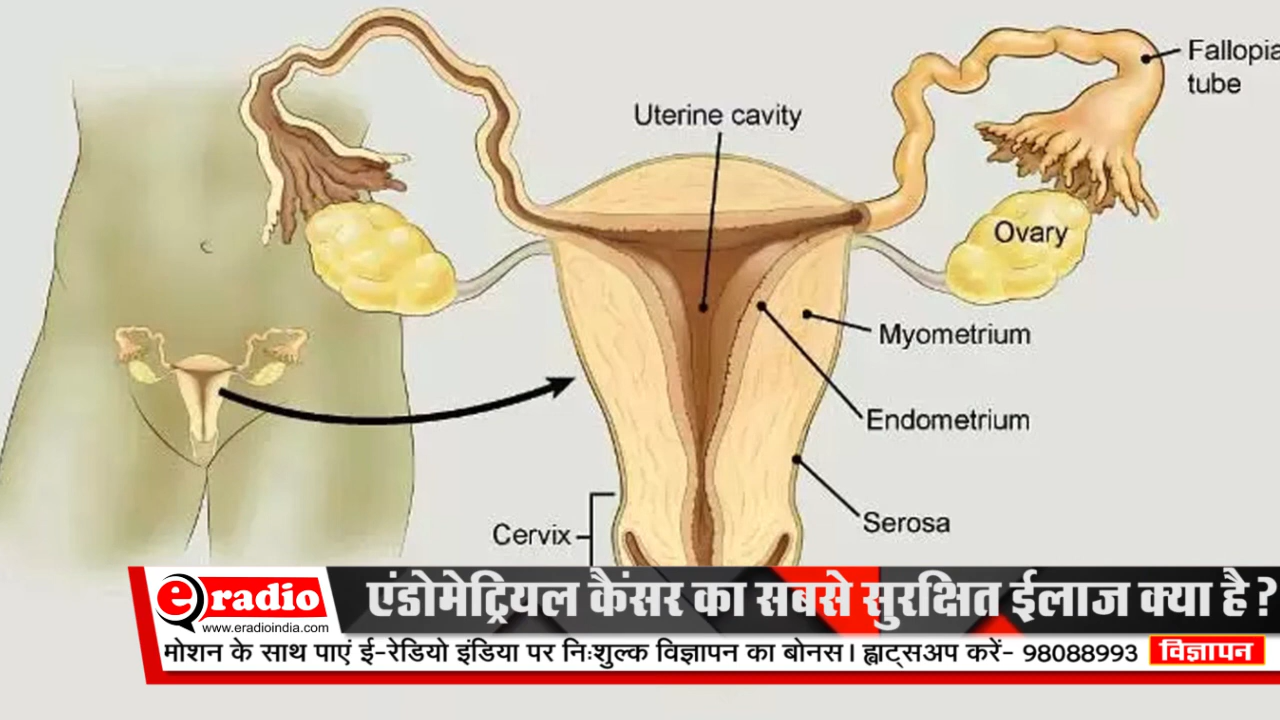 Fallopia
tube
Uterine cavity
Ovary
Myometrium
Endometrium
Serosa
Cervix
eradio
www.eradioindia.com
एंडोमेट्रियल कैंसर का सबसे सुरक्षित ईलाज क्या है?
मोशन के साथ पाएं ई-रेडियो इंडिया पर निःशुल्क विज्ञापन का बोनस। ह्वाट्सअप करें- 98088993
विज्ञापन